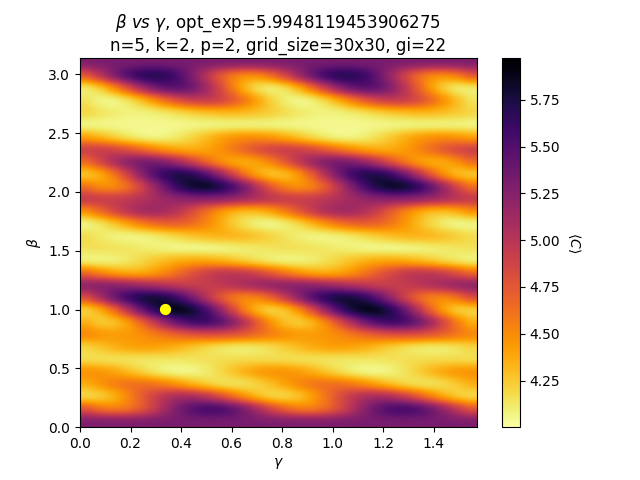 β vs γ, opt_exp=5.9948119453906275
n=5, k=2, p=2, grid_size=30x30, gi=22
3.0
2.5
2.0
1.5
1.0
0.5
0.0
β
0.0 0.2 0.4 0.6 0.8 1.0 1.2 1.4
γ
5.75
5.50
5.25
5.00
4.75
4.50
4.25
⟨C⟩